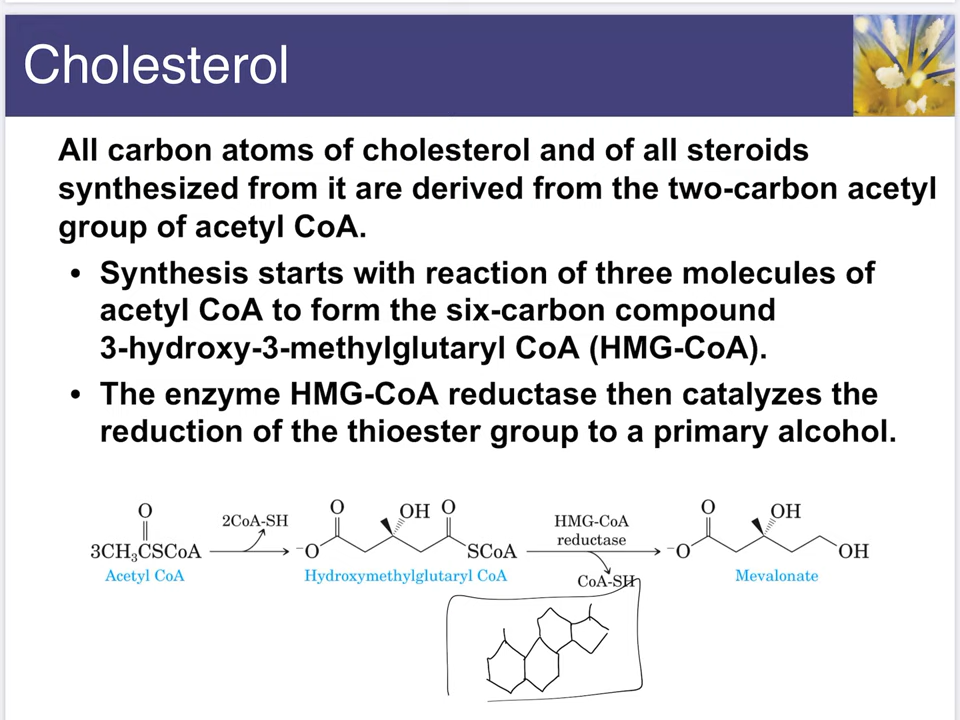 Cholesterol
All carbon atoms of cholesterol and of all steroids
synthesized from it are derived from the two-carbon acetyl
group of acetyl CoA.
• Synthesis starts with reaction of three molecules of
acetyl CoA to form the six-carbon compound
3-hydroxy-3-methylglutaryl CoA (HMG-CoA).
• The enzyme HMG-CoA reductase then catalyzes the
reduction of the thioester group to a primary alcohol.
O
3CH₃CSCoA
Acetyl CoA
2CoA-SH
O OH O
⁻O SCoA
Hydroxymethylglutaryl CoA
HMG-CoA
reductase
CoA-SH
O OH
⁻O OH
Mevalonate